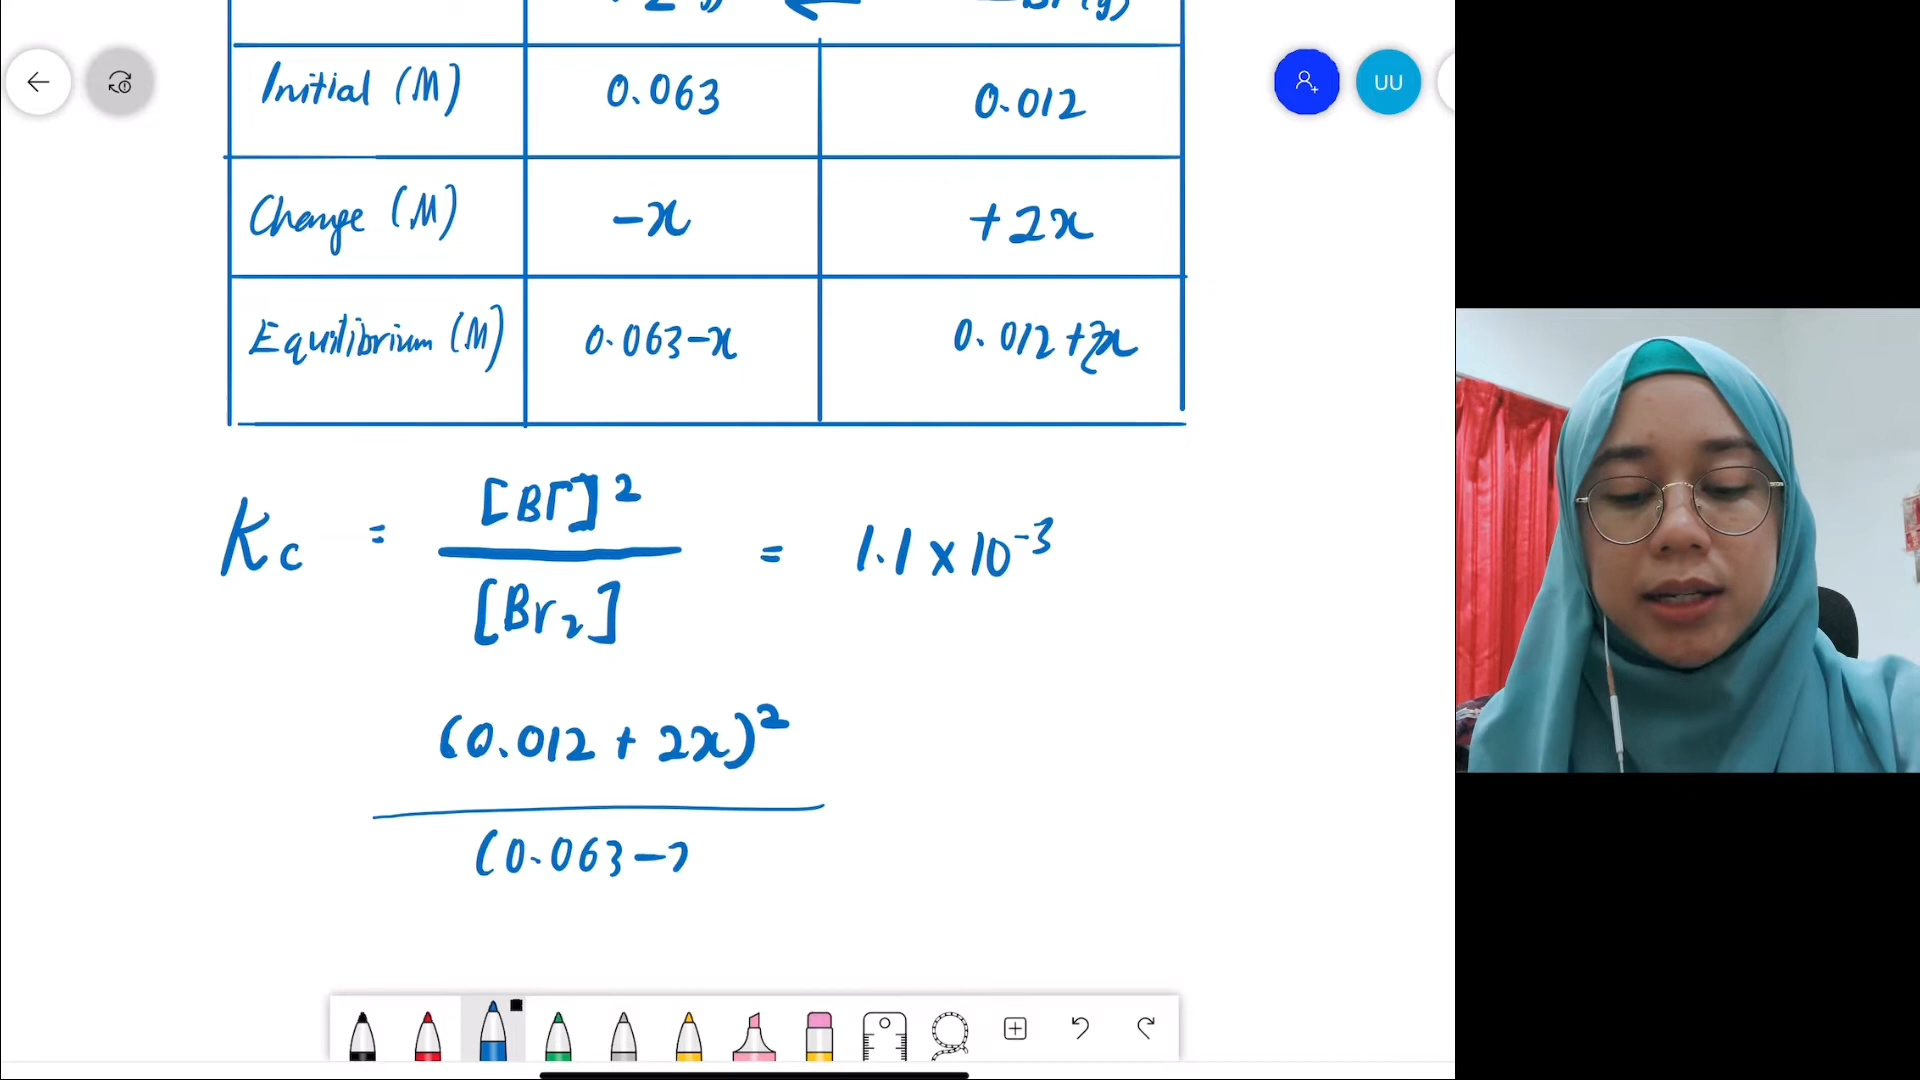 Br(g)
Initial (M) 0.063 0.012
Change (M) -x +2x
Equilibrium (M) 0.063-x 0.012+2x
Kc = [Br]² / [Br₂] = 1.1 x 10⁻³
(0.012 + 2x)²
(0.063-
UU